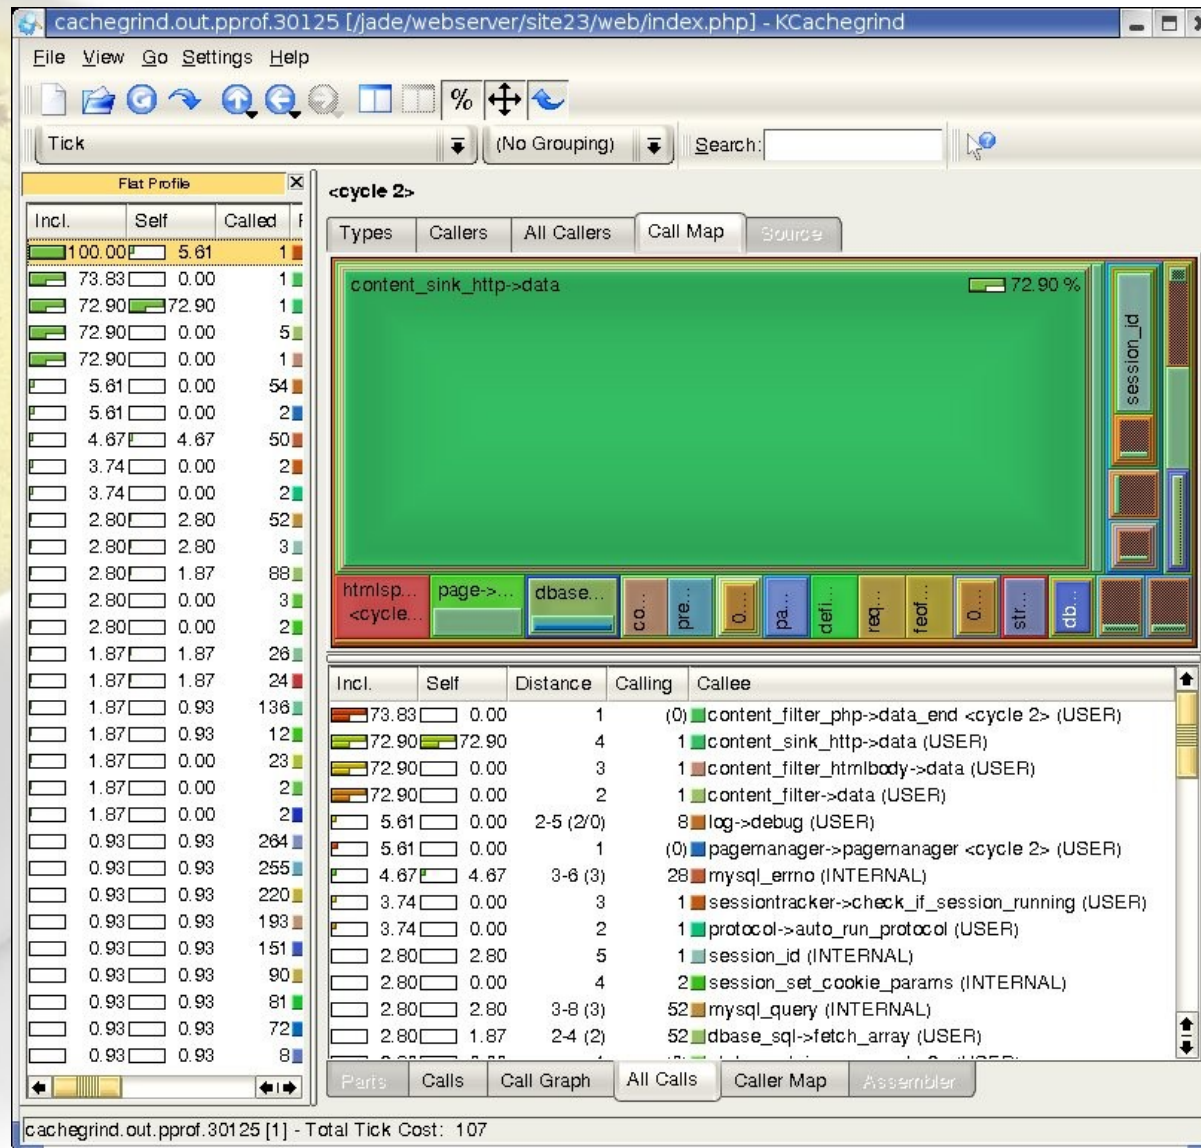 cachegrind.out.pprof.30125 [/jade/webserver/site23/web/index.php] - KCachegrind
File View Go Settings Help
%
Tick (No Grouping) Search:
Flat Profile
Incl. Self Called
100.00 5.61 1
73.83 0.00 1
72.90 72.90 1
72.90 0.00 5
72.90 0.00 1
5.61 0.00 54
5.61 0.00 2
4.67 4.67 50
3.74 0.00 2
3.74 0.00 2
2.80 2.80 52
2.80 2.80 3
2.80 1.87 88
2.80 0.00 3
2.80 0.00 2
1.87 1.87 26
1.87 1.87 24
1.87 0.93 136
1.87 0.93 12
1.87 0.00 23
1.87 0.00 2
1.87 0.00 2
0.93 0.93 264
0.93 0.93 255
0.93 0.93 220
0.93 0.93 193
0.93 0.93 151
0.93 0.93 90
0.93 0.93 81
0.93 0.93 72
0.93 0.93 8
<cycle 2>
Types Callers All Callers Call Map Source
content_sink_http->data 72.90 %
session_id
htmlsp... <cycle... page->... dbase... co... pre... o... pa... defi... req... feof... o... str... db...
Incl. Self Distance Calling Callee
73.83 0.00 1 (0) content_filter_php->data_end <cycle 2> (USER)
72.90 72.90 4 1 content_sink_http->data (USER)
72.90 0.00 3 1 content_filter_htmlbody->data (USER)
72.90 0.00 2 1 content_filter->data (USER)
5.61 0.00 2-5 (2/0) 8 log->debug (USER)
5.61 0.00 1 (0) pagemanager->pagemanager <cycle 2> (USER)
4.67 4.67 3-6 (3) 28 mysql_errno (INTERNAL)
3.74 0.00 3 1 sessiontracker->check_if_session_running (USER)
3.74 0.00 2 1 protocol->auto_run_protocol (USER)
2.80 2.80 5 1 session_id (INTERNAL)
2.80 0.00 4 2 session_set_cookie_params (INTERNAL)
2.80 2.80 3-8 (3) 52 mysql_query (INTERNAL)
2.80 1.87 2-4 (2) 52 dbase_sql->fetch_array (USER)
Parts Calls Call Graph All Calls Caller Map Assembler
cachegrind.out.pprof.30125 [1] - Total Tick Cost: 107